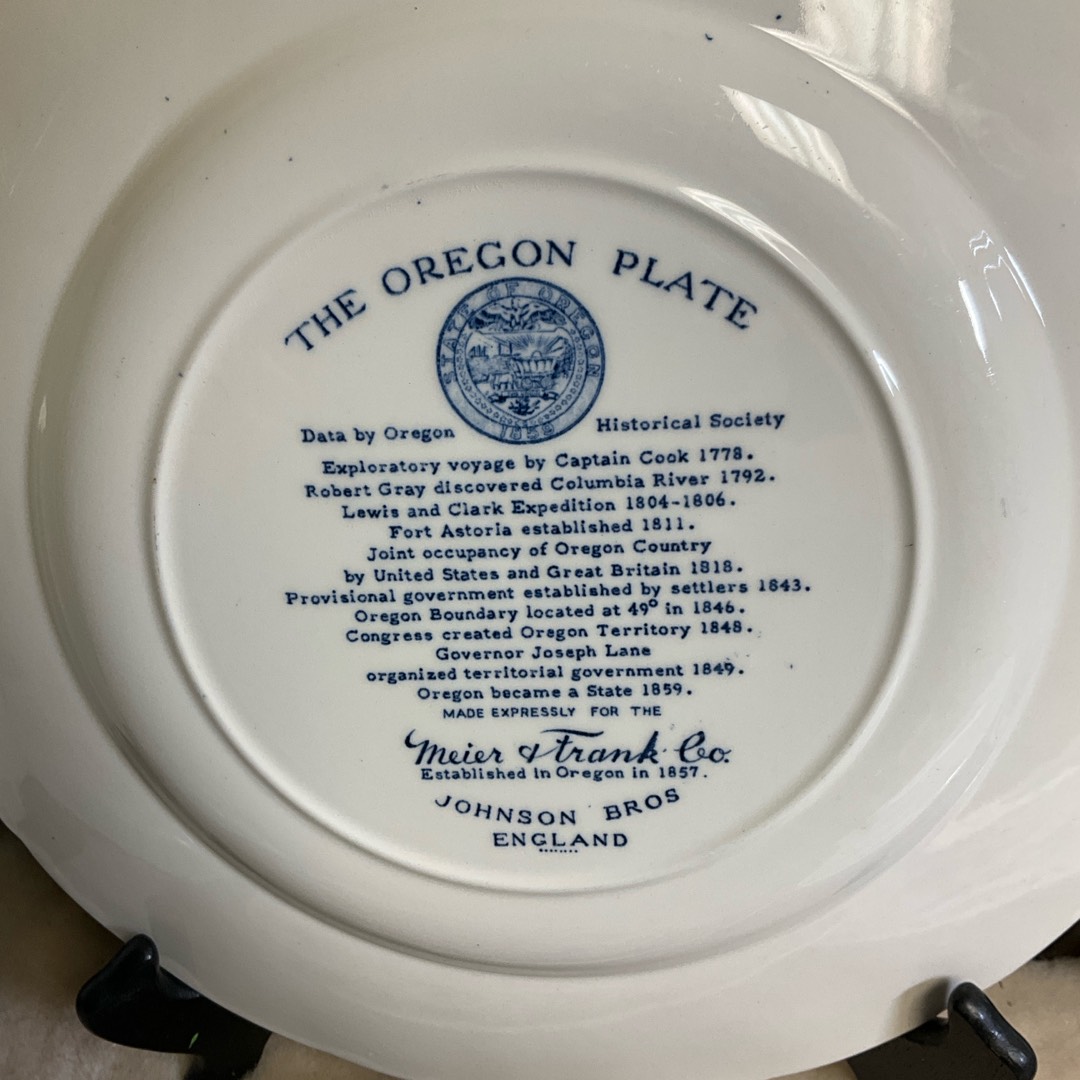 THE OREGON PLATE
STATE OF OREGON
1859
Data by Oregon Historical Society
Exploratory voyage by Captain Cook 1778.
Robert Gray discovered Columbia River 1792.
Lewis and Clark Expedition 1804-1806.
Fort Astoria established 1811.
Joint occupancy of Oregon Country
by United States and Great Britain 1818.
Provisional government established by settlers 1843.
Oregon Boundary located at 49° in 1846.
Congress created Oregon Territory 1848.
Governor Joseph Lane
organized territorial government 1849.
Oregon became a State 1859.
MADE EXPRESSLY FOR THE
Meier & Frank Co.
Established in Oregon in 1857.
JOHNSON BROS
ENGLAND